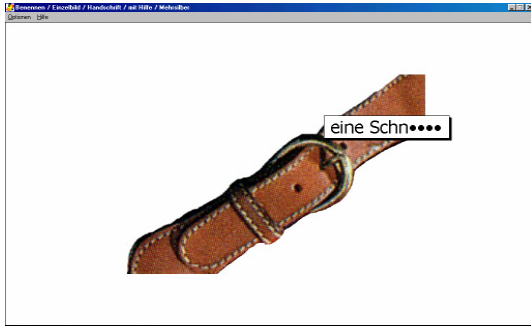 Benennen / Einzelbild / Handschrift / mit Hilfe / Mehrsilber
Optionen Hilfe
eine Schn••••